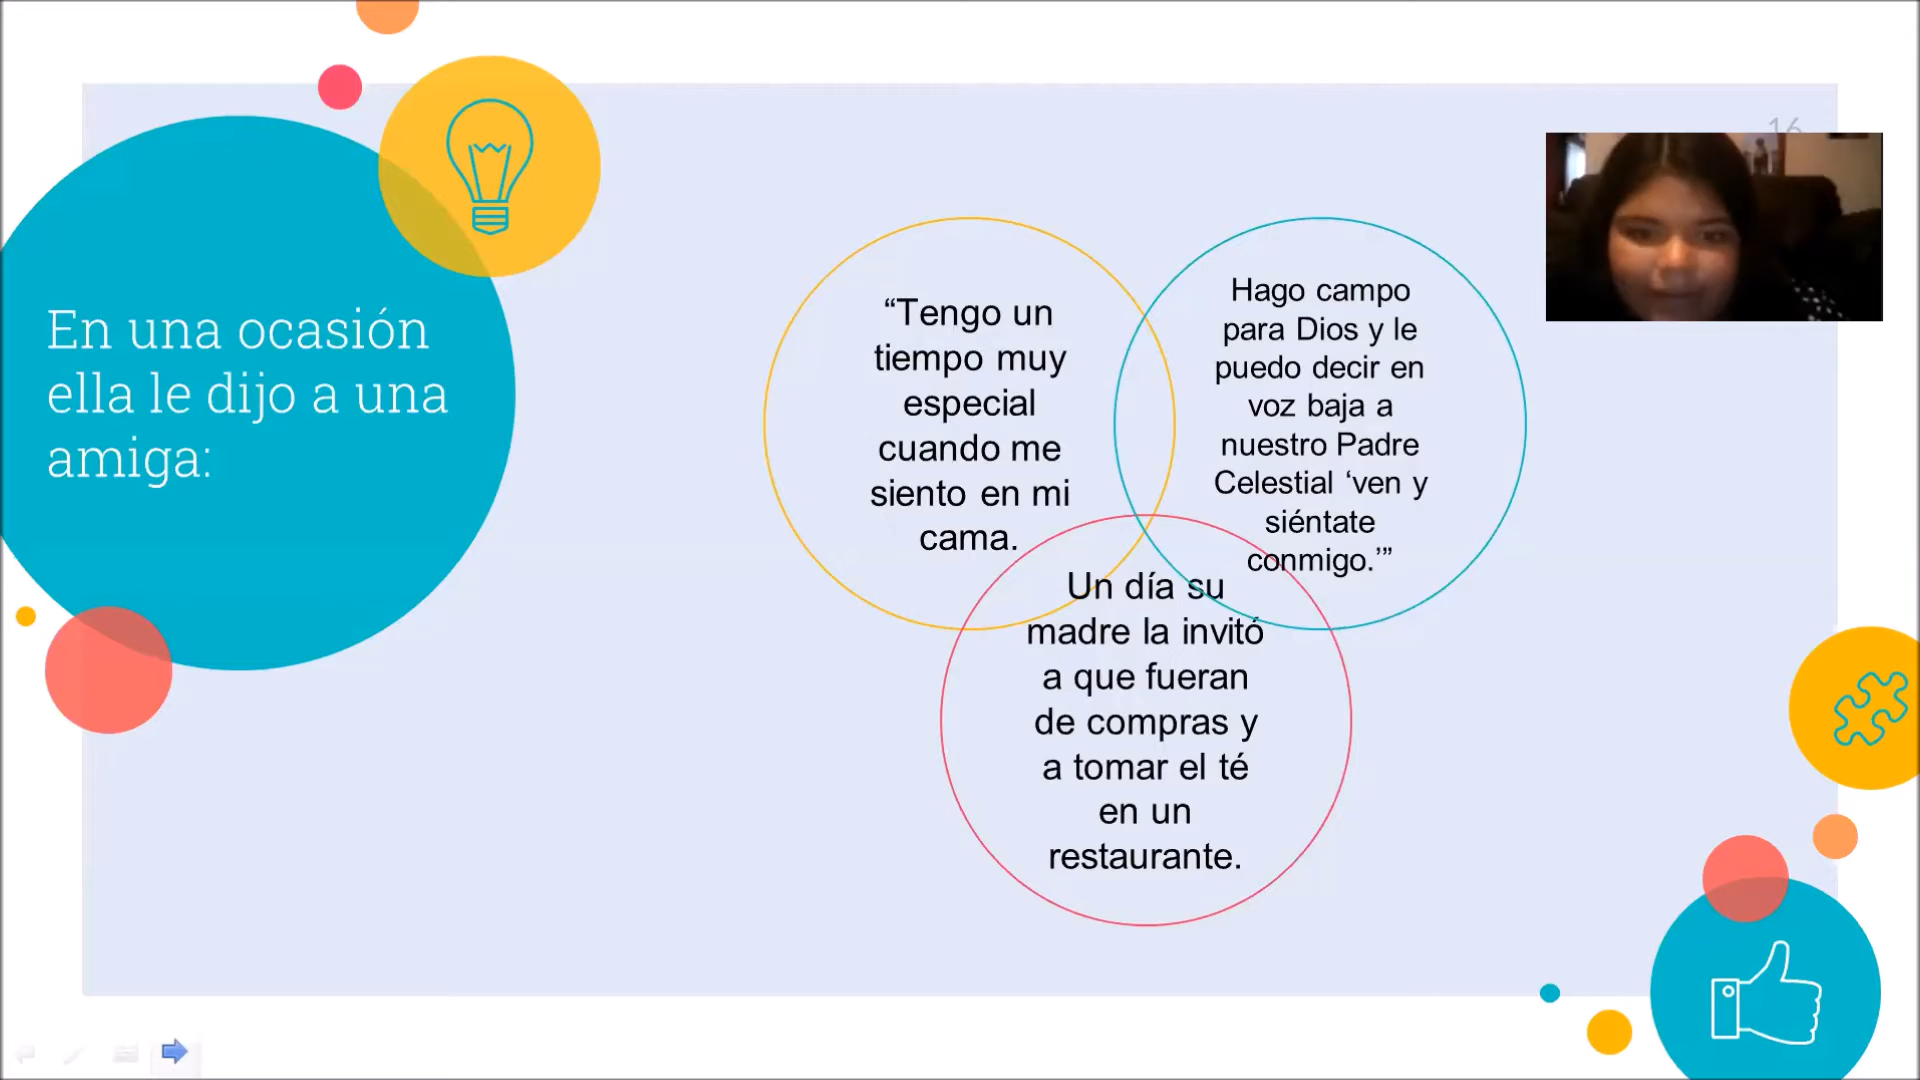 16
En una ocasión
ella le dijo a una
amiga:
“Tengo un
tiempo muy
especial
cuando me
siento en mi
cama.
Hago campo
para Dios y le
puedo decir en
voz baja a
nuestro Padre
Celestial ‘ven y
siéntate
conmigo.’”
Un día su
madre la invitó
a que fueran
de compras y
a tomar el té
en un
restaurante.